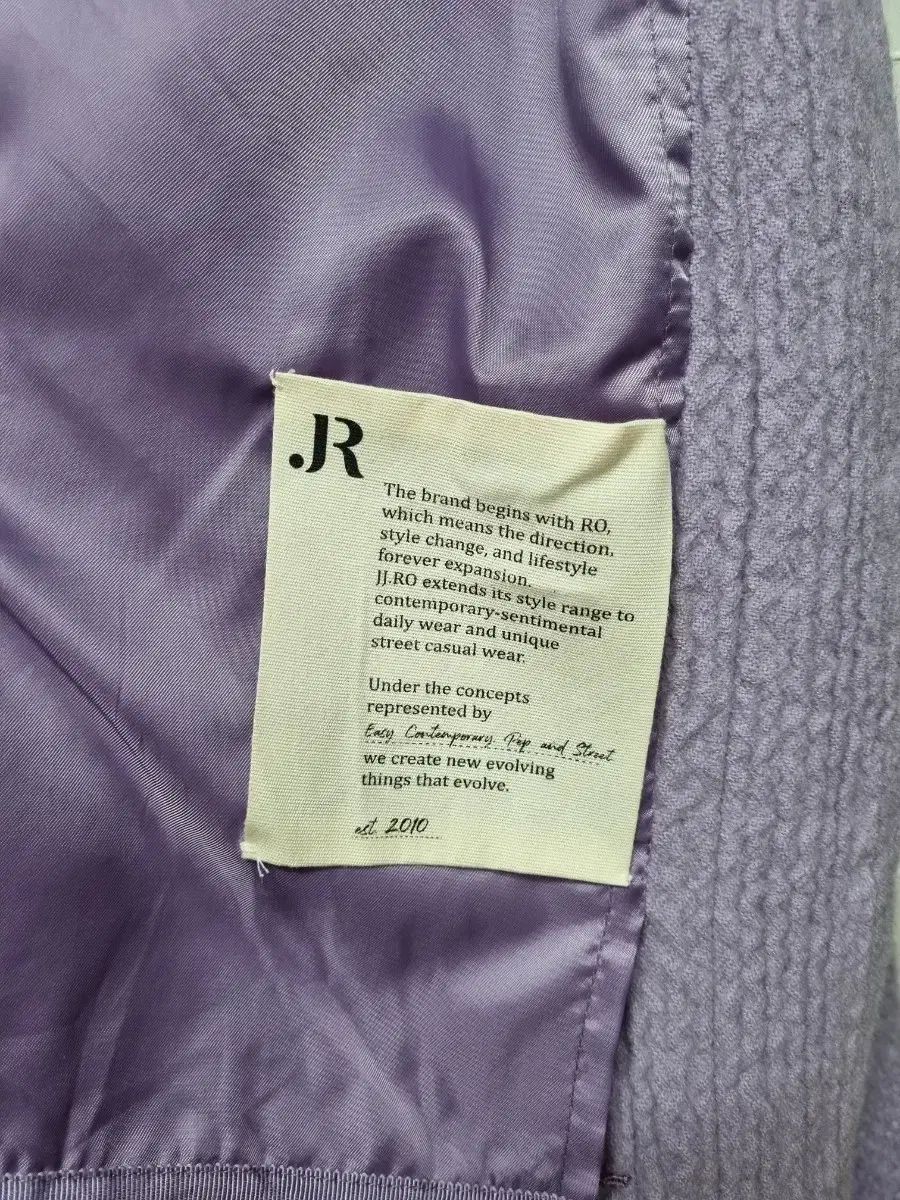 .JR
The brand begins with RO,
which means the direction,
style change, and lifestyle
forever expansion.
JJ.RO extends its style range to
contemporary-sentimental
daily wear and unique
street casual wear.
Under the concepts
represented by
Easy Contemporary Pop and Street
we create new evolving
things that evolve.
est. 2010